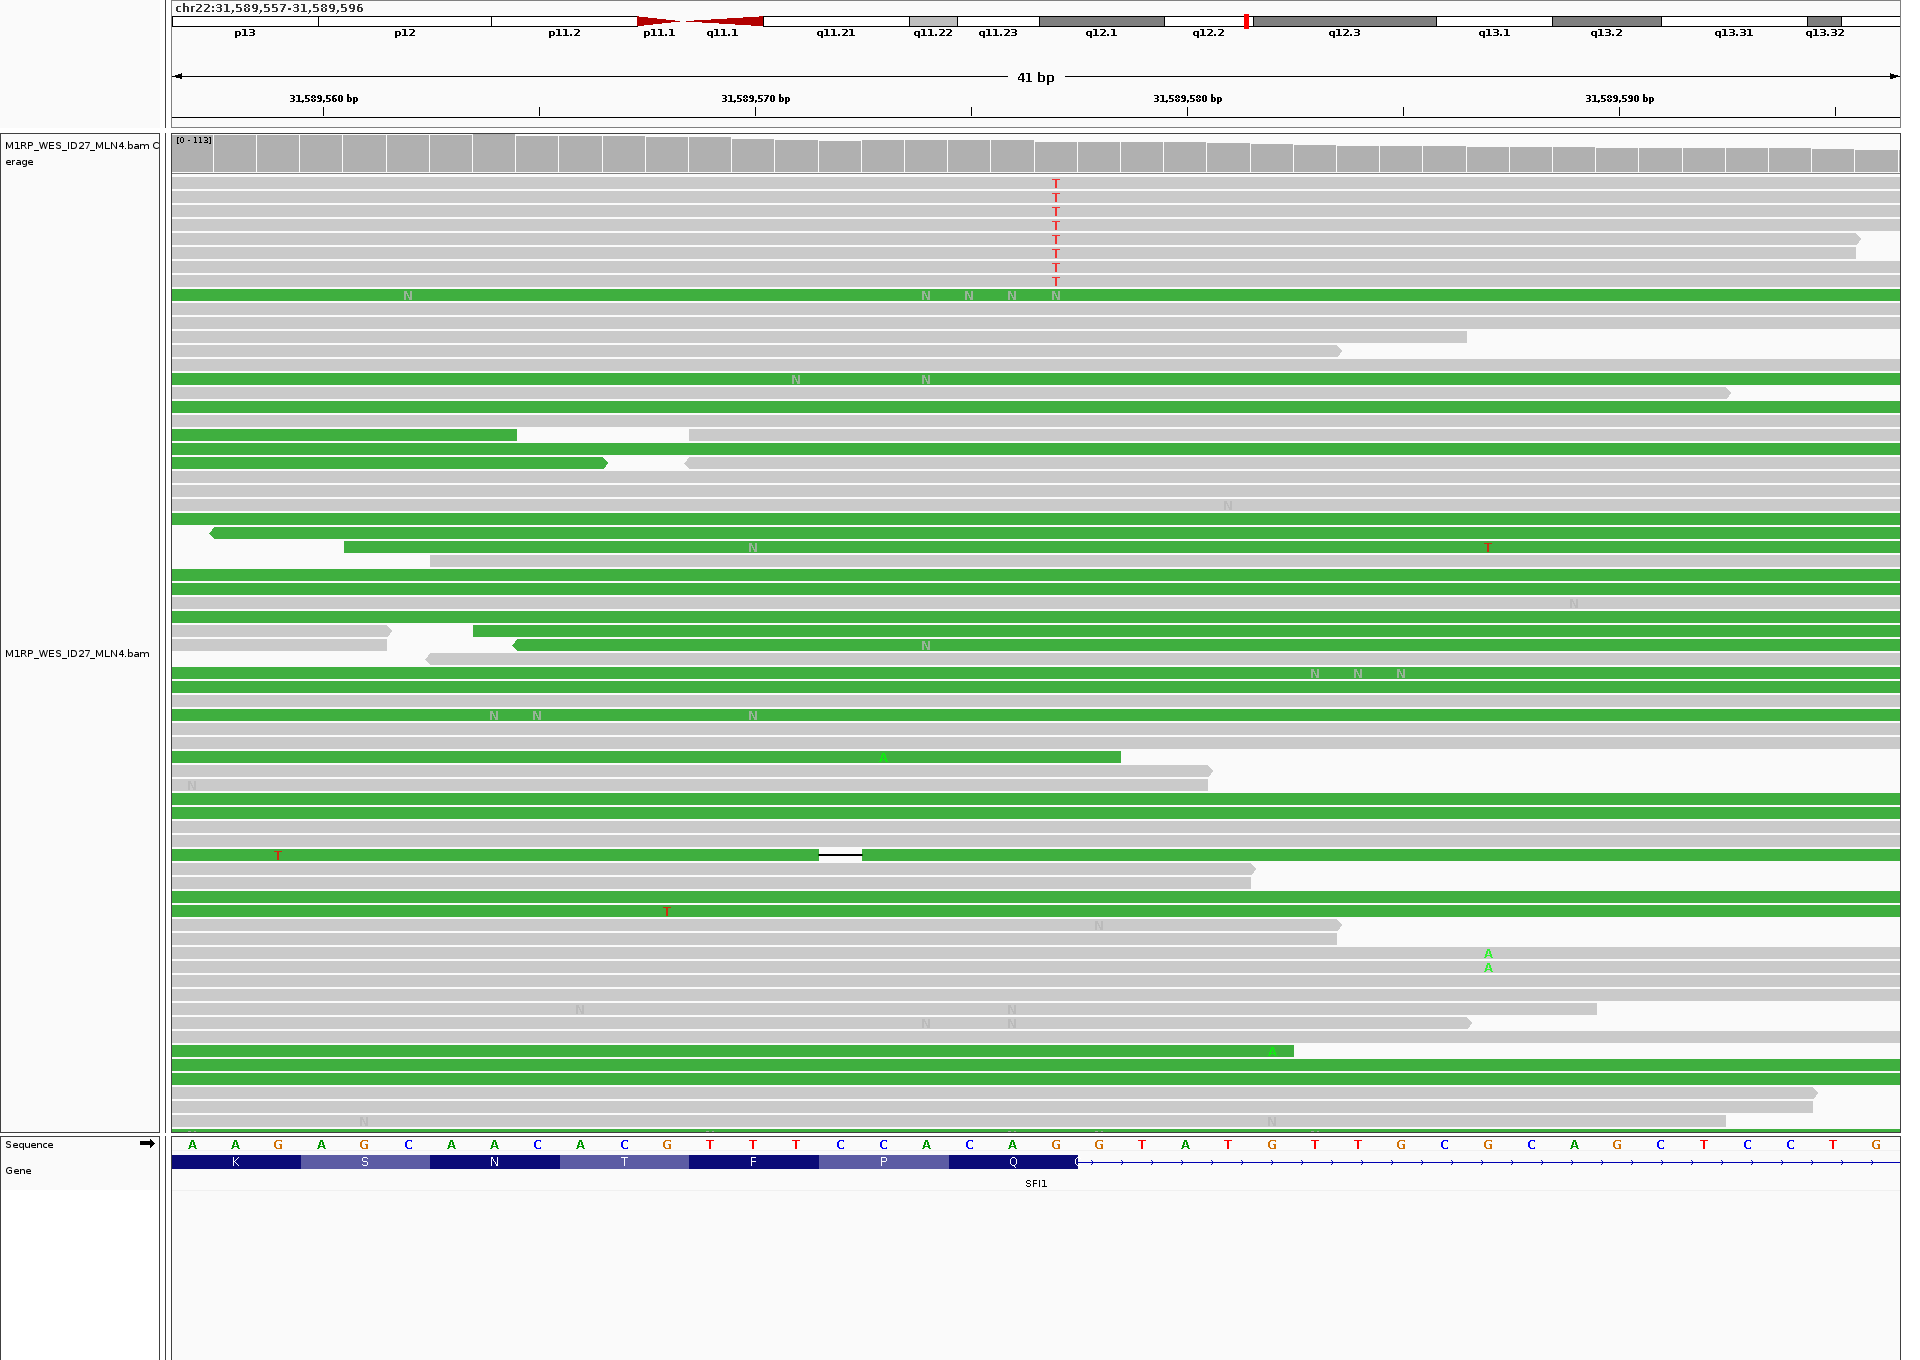 chr22:31,589,557-31,589,596
p13 p12 p11.2 p11.1 q11.1 q11.21 q11.22 q11.23 q12.1 q12.2 q12.3 q13.1 q13.2 q13.31 q13.32
41 bp
31,589,560 bp 31,589,570 bp 31,589,580 bp 31,589,590 bp
M1RP_WES_ID27_MLN4.bam C
erage
[0 - 113]
T
T
T
T
T
T
T
T
N N N N N
N N
N
N T
N
N
N N N
N N N
A
N
T
T
N
A
A
N N
N N
A
N N
M1RP_WES_ID27_MLN4.bam
Sequence A A G A G C A A C A C G T T T C C A C A G G T A T G T T G C G C A G C T C C T G
Gene K S N T F P Q
SFI1